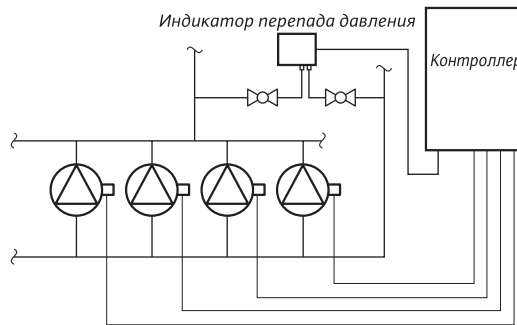 Индикатор перепада давления
Контроллер